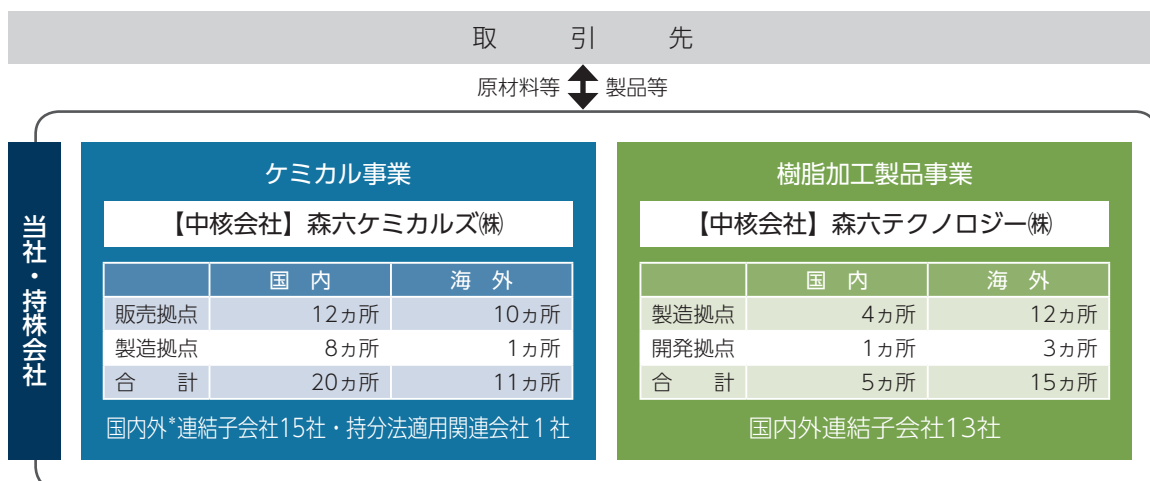 取引先
原材料等 製品等
当社・持株会社
ケミカル事業
【中核会社】森六ケミカルズ㈱
国内 海外
販売拠点 12ヵ所 10ヵ所
製造拠点 8ヵ所 1ヵ所
合計 20ヵ所 11ヵ所
国内外*連結子会社15社・持分法適用関連会社1社
樹脂加工製品事業
【中核会社】森六テクノロジー㈱
国内 海外
製造拠点 4ヵ所 12ヵ所
開発拠点 1ヵ所 3ヵ所
合計 5ヵ所 15ヵ所
国内外連結子会社13社